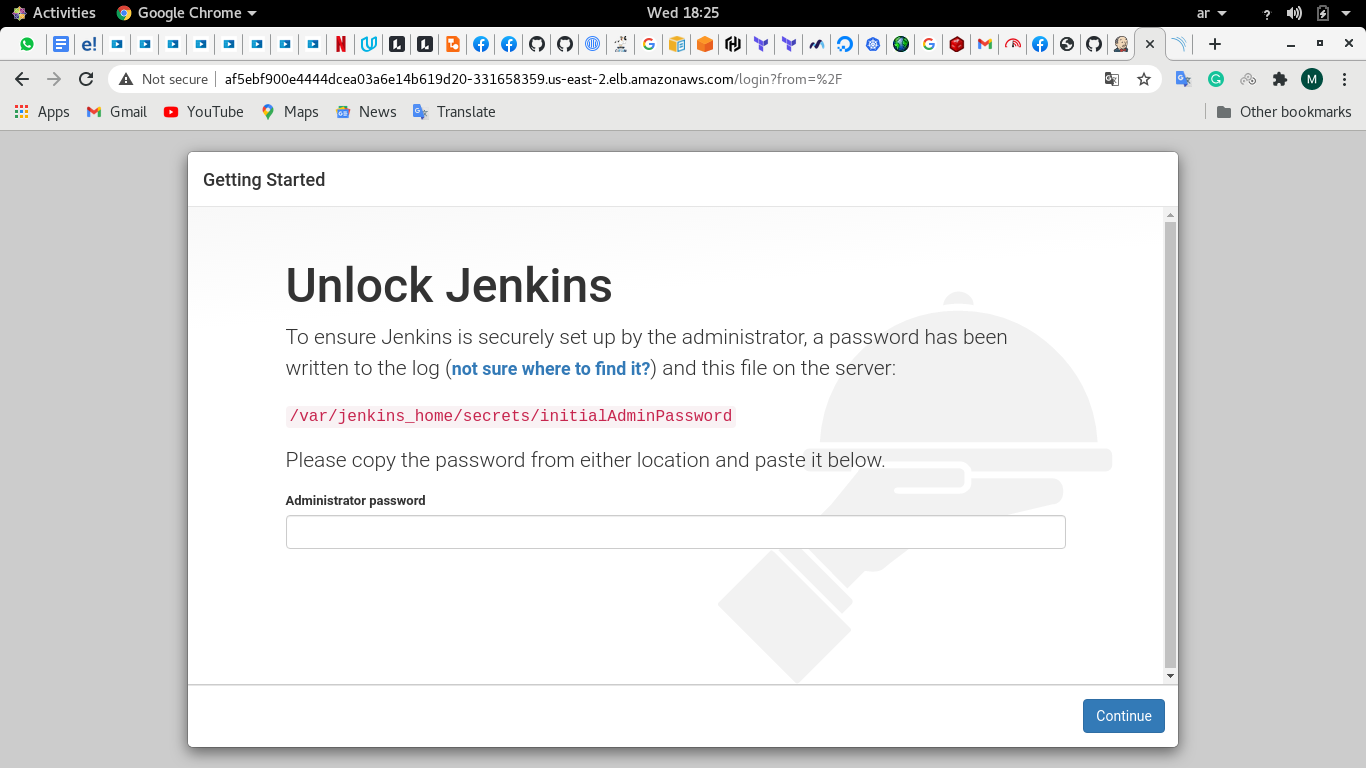 Activities Google Chrome Wed 18:25 ar ?
Not secure af5ebf900e4444dcea03a6e14b619d20-331658359.us-east-2.elb.amazonaws.com/login?from=%2F M
Apps Gmail YouTube Maps News Translate Other bookmarks
Getting Started
Unlock Jenkins
To ensure Jenkins is securely set up by the administrator, a password has been
written to the log (not sure where to find it?) and this file on the server:
/var/jenkins_home/secrets/initialAdminPassword
Please copy the password from either location and paste it below.
Administrator password
Continue